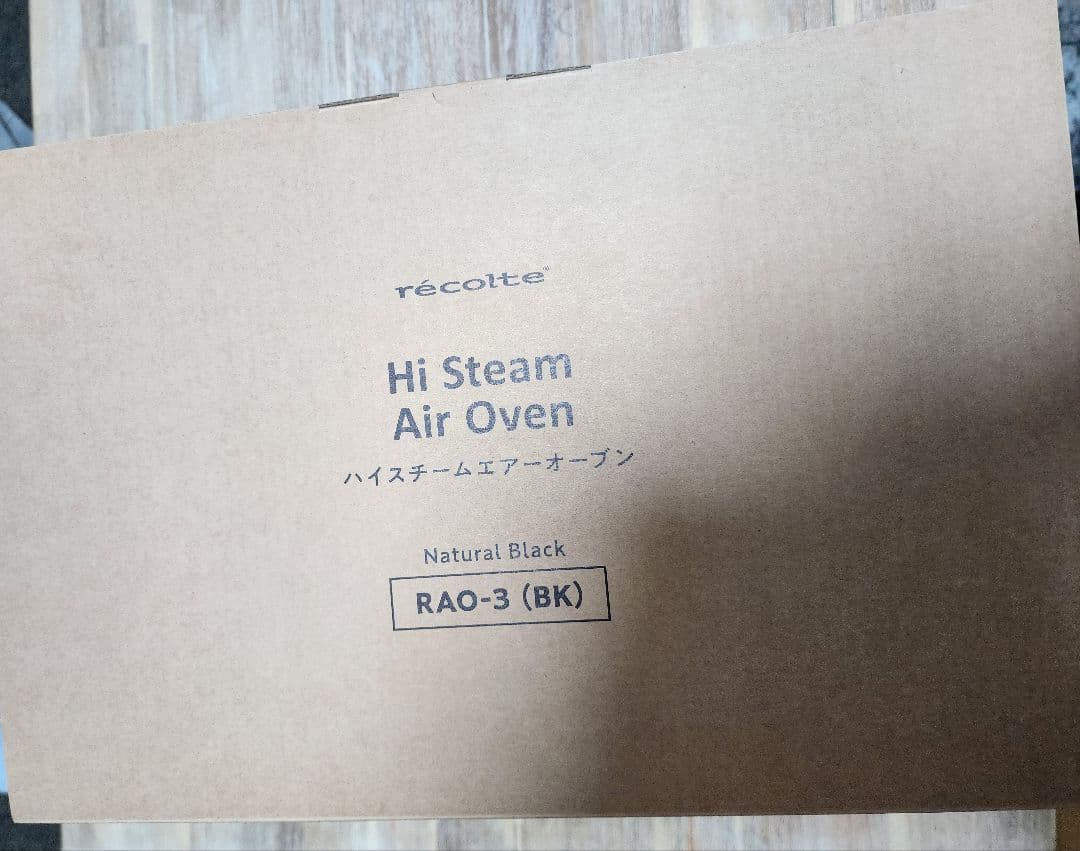 récolte®
Hi Steam
Air Oven
ハイスチームエアーオーブン
Natural Black
RAO-3（BK）